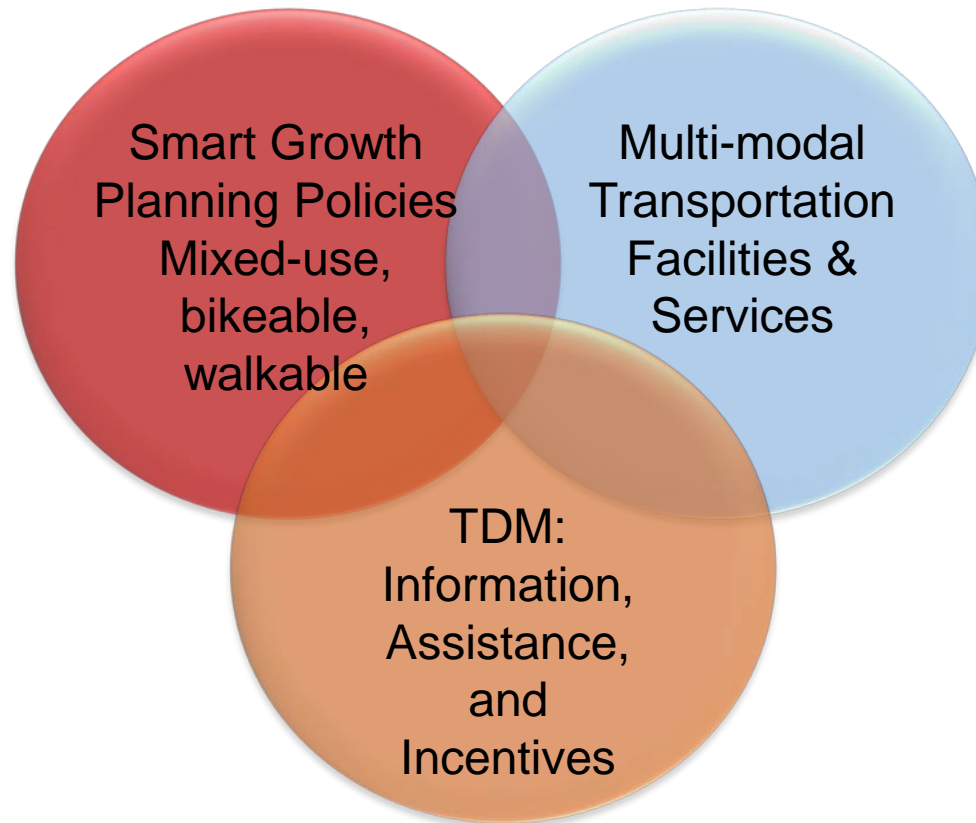 Smart Growth
Planning Policies
Mixed-use,
bikeable,
walkable
Multi-modal
Transportation
Facilities &
Services
TDM:
Information,
Assistance,
and
Incentives